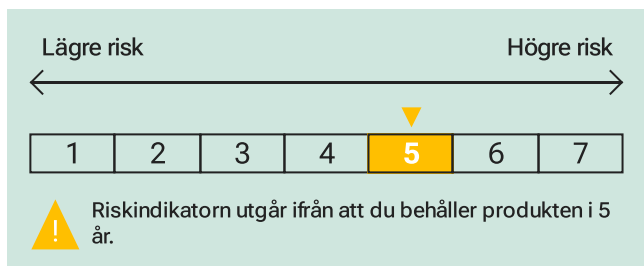 Lägre risk Högre risk
1 2 3 4 5 6 7
Riskindikatorn utgår ifrån att du behåller produkten i 5
år.